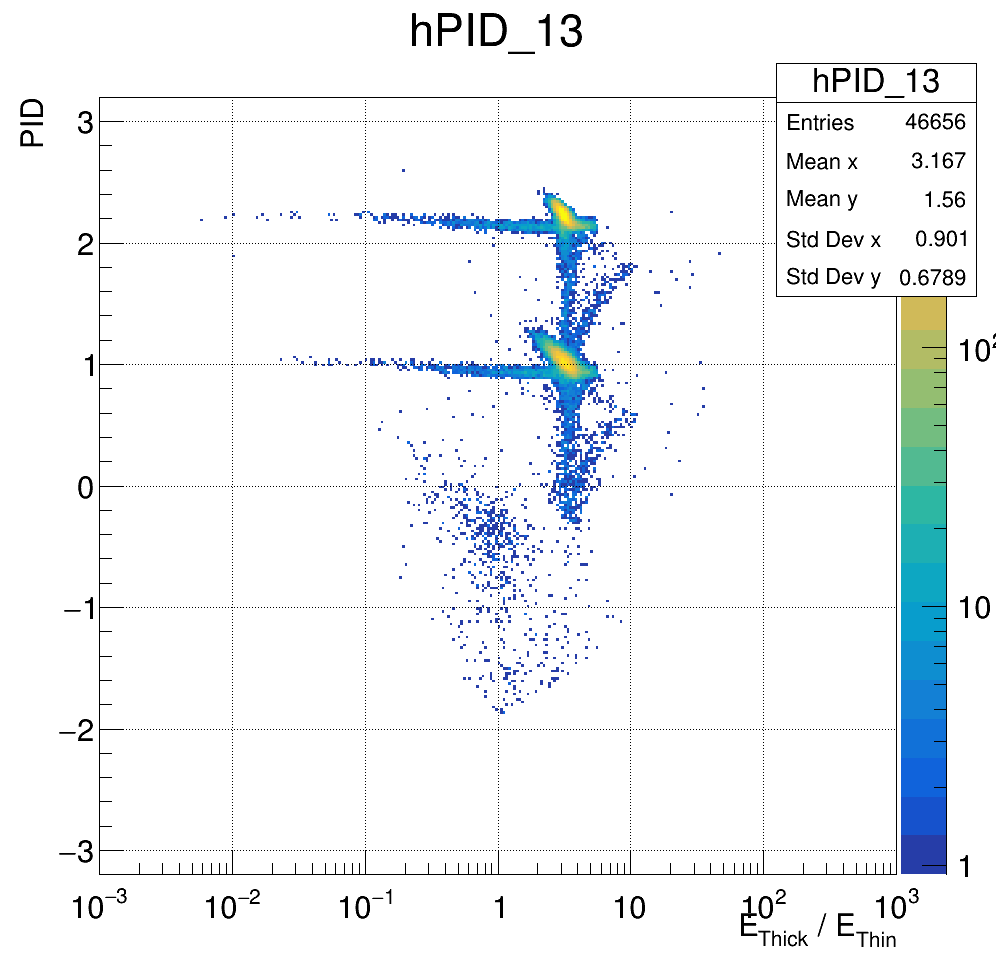 hPID_13
hPID_13
Entries 46656
Mean x 3.167
Mean y 1.56
Std Dev x 0.901
Std Dev y 0.6789
PID
3
2
1
0
−1
−2
−3
10² 
10
1
10⁻³ 10⁻² 10⁻¹ 1 10 10² 10³
E_Thick / E_Thin